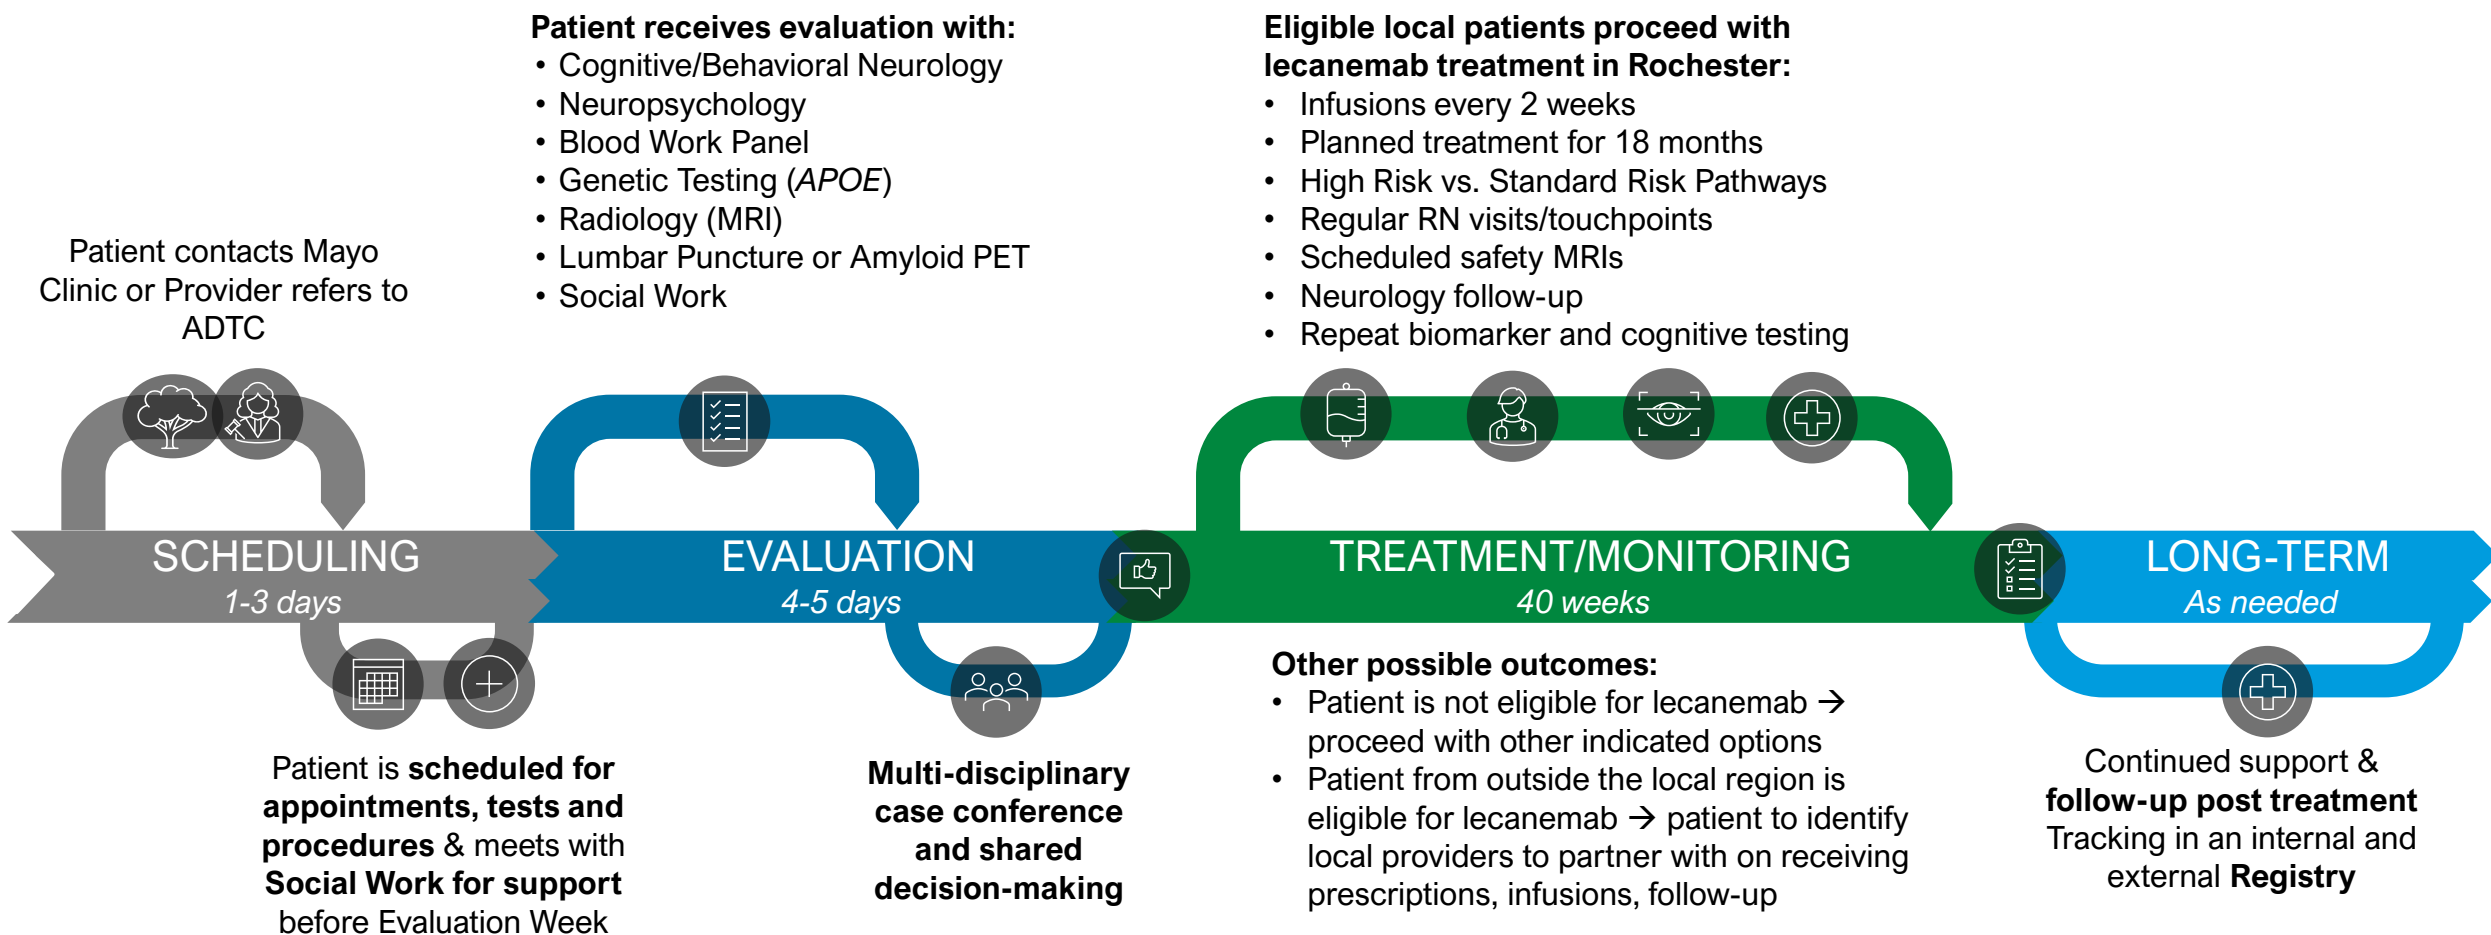 Patient contacts Mayo
Clinic or Provider refers to
ADTC
Patient receives evaluation with:
• Cognitive/Behavioral Neurology
• Neuropsychology
• Blood Work Panel
• Genetic Testing (APOE)
• Radiology (MRI)
• Lumbar Puncture or Amyloid PET
• Social Work
Eligible local patients proceed with
lecanemab treatment in Rochester:
• Infusions every 2 weeks
• Planned treatment for 18 months
• High Risk vs. Standard Risk Pathways
• Regular RN visits/touchpoints
• Scheduled safety MRIs
• Neurology follow-up
• Repeat biomarker and cognitive testing
SCHEDULING
1-3 days
EVALUATION
4-5 days
TREATMENT/MONITORING
40 weeks
LONG-TERM
As needed
Patient is scheduled for
appointments, tests and
procedures & meets with
Social Work for support
before Evaluation Week
Multi-disciplinary
case conference
and shared
decision-making
Other possible outcomes:
• Patient is not eligible for lecanemab →
proceed with other indicated options
• Patient from outside the local region is
eligible for lecanemab → patient to identify
local providers to partner with on receiving
prescriptions, infusions, follow-up
Continued support &
follow-up post treatment
Tracking in an internal and
external Registry